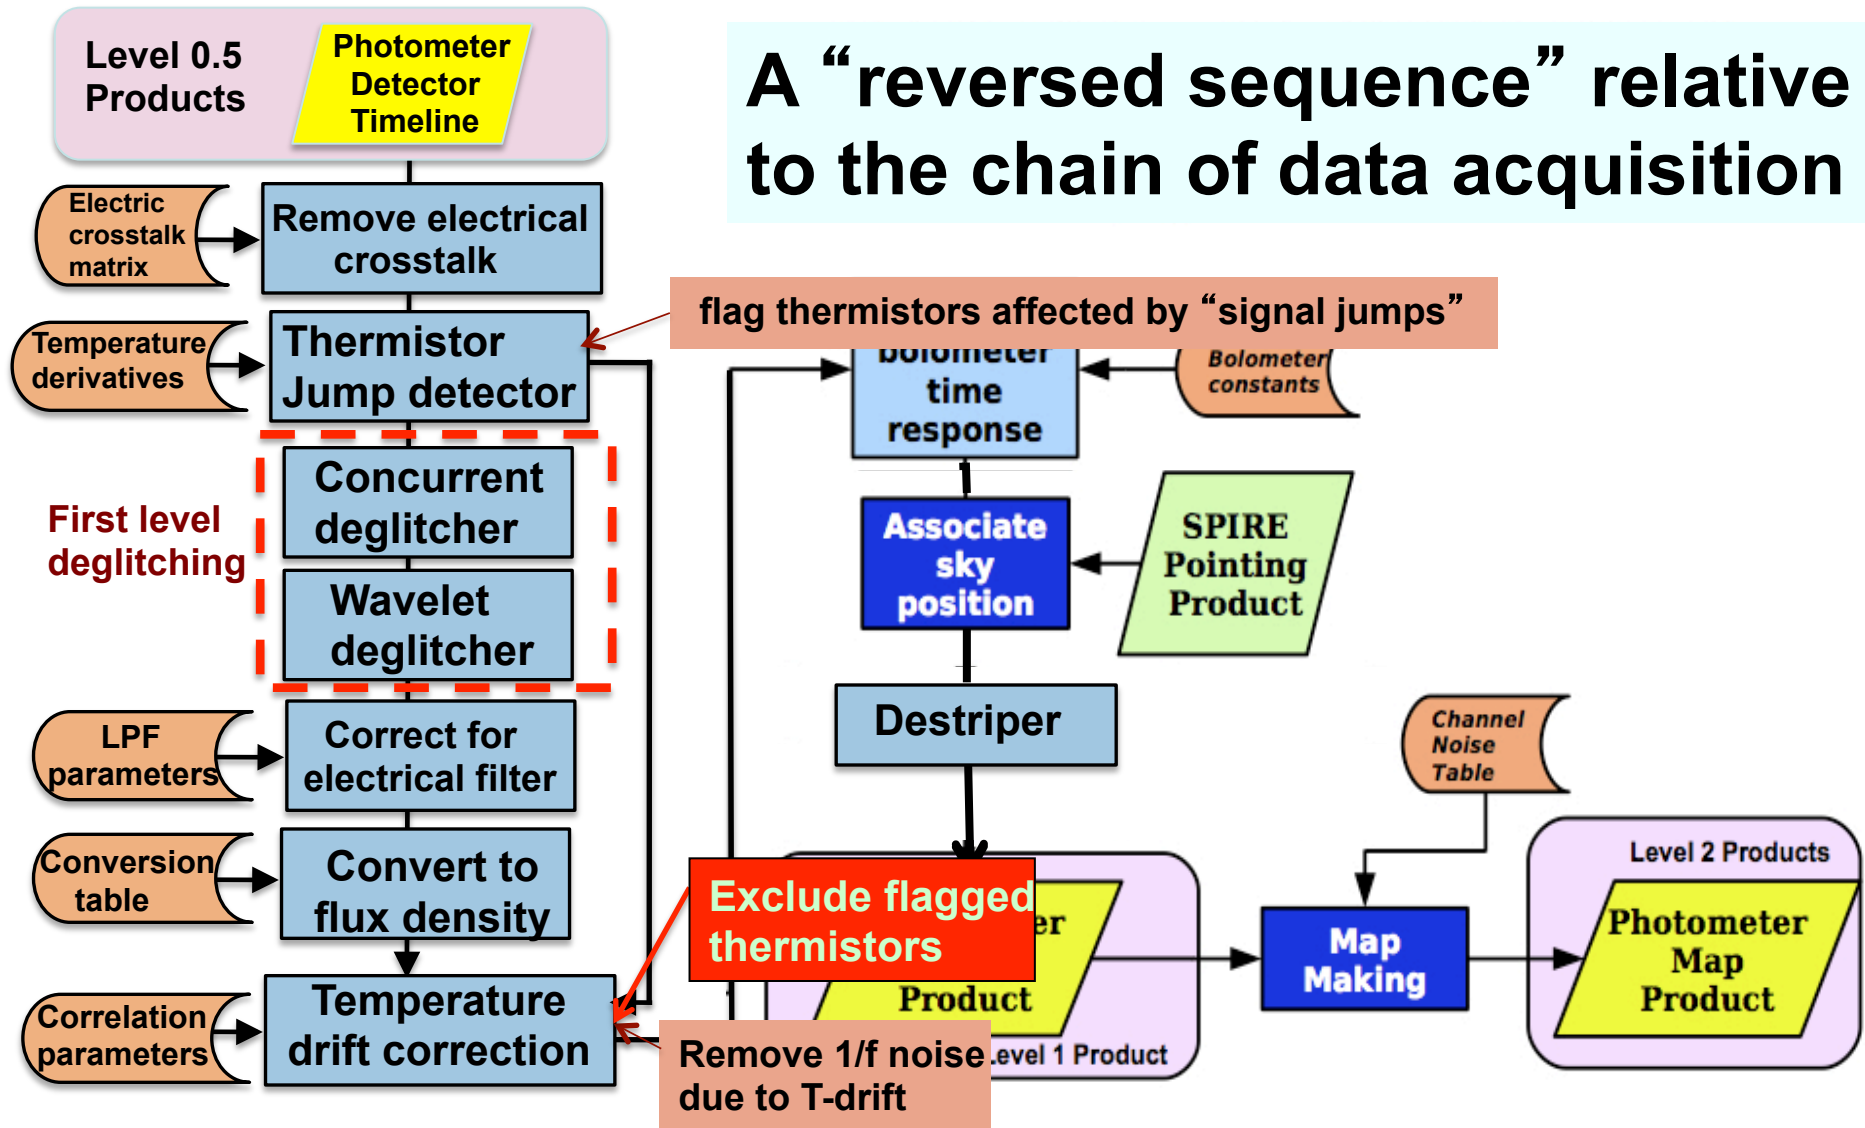 Level 0.5
Products
Photometer
Detector
Timeline
A “reversed sequence” relative
to the chain of data acquisition
Electric
crosstalk
matrix
Remove electrical
crosstalk
flag thermistors affected by “signal jumps”
Temperature
derivatives
Thermistor
Jump detector
bolometer
time
response
Bolometer
constants
First level
deglitching
Concurrent
deglitcher
Wavelet
deglitcher
Associate
sky
position
SPIRE
Pointing
Product
LPF
parameters
Correct for
electrical filter
Destriper
Channel
Noise
Table
Conversion
table
Convert to
flux density
Exclude flagged
thermistors
er
Product
Level 1 Product
Map
Making
Level 2 Products
Photometer
Map
Product
Correlation
parameters
Temperature
drift correction
Remove 1/f noise
due to T-drift